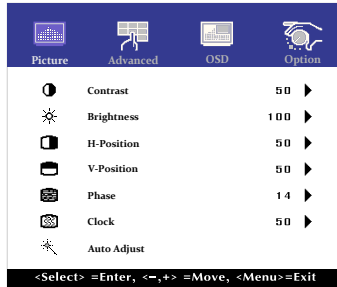 Picture Advanced OSD Option
Contrast 50
Brightness 100
H-Position 50
V-Position 50
Phase 14
Clock 50
Auto Adjust
<Select> =Enter, <−,+> =Move, <Menu>=Exit